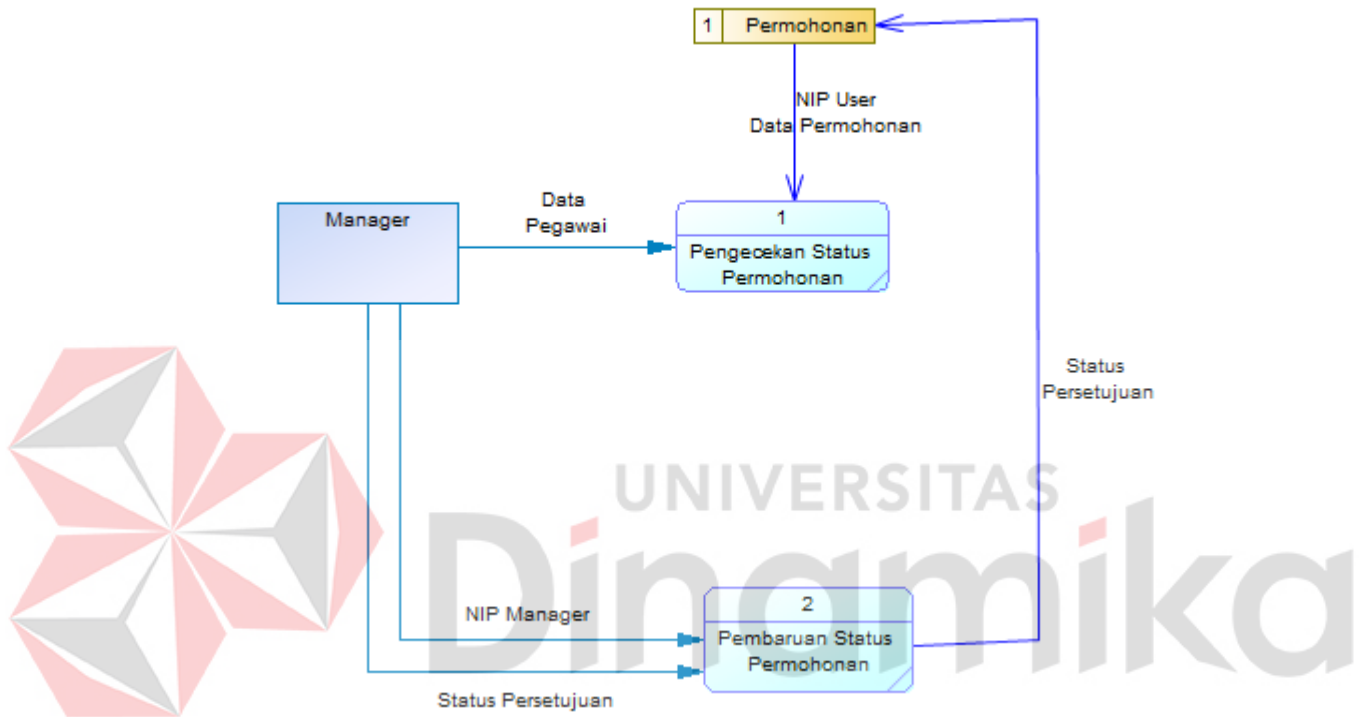 1 Permohonan
NIP User
Data Permohonan
Data
Pegawai
Manager
1
Pengecekan Status
Permohonan
Status
Persetujuan
UNIVERSITAS
Dinamika
NIP Manager
2
Pembaruan Status
Permohonan
Status Persetujuan